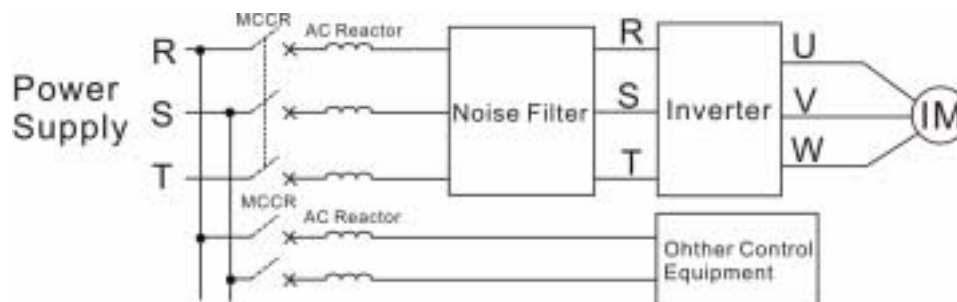 MCCR
AC Reactor
R
R
U
Power
Supply
S
Noise Filter
S
Inverter
V
IM
T
T
W
MCCR
AC Reactor
Ohther Control
Equipment